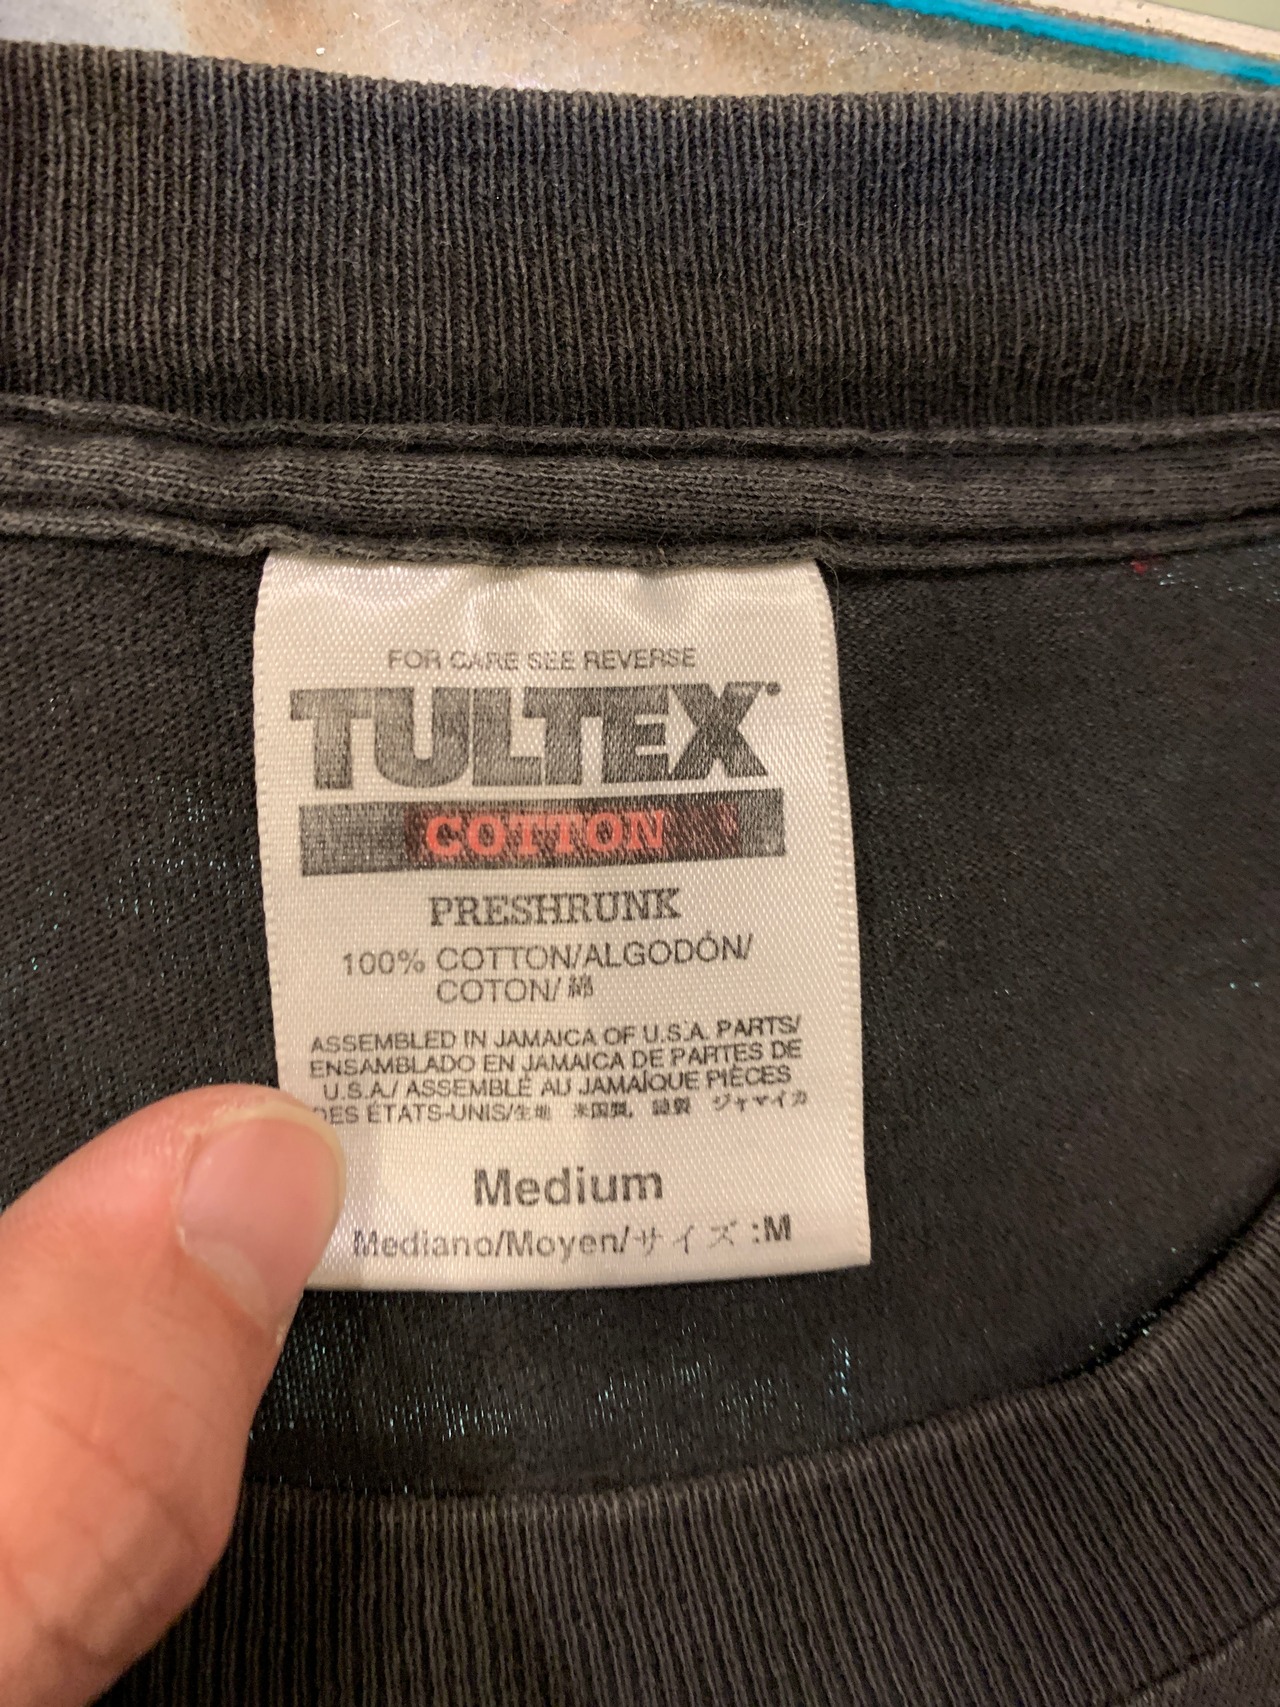 FOR CARE SEE REVERSE
TULTEX
COTTON
PRESHRUNK
100% COTTON/ALGODÓN/
COTON/綿
ASSEMBLED IN JAMAICA OF U.S.A. PARTS/
ENSAMBLADO EN JAMAICA DE PARTES DE
U.S.A./ ASSEMBLÉ AU JAMAÏQUE PIÈCES
DES ÉTATS-UNIS/生地 米国製, 縫製 ジャマイカ
Medium
Mediano/Moyen/サイズ :M